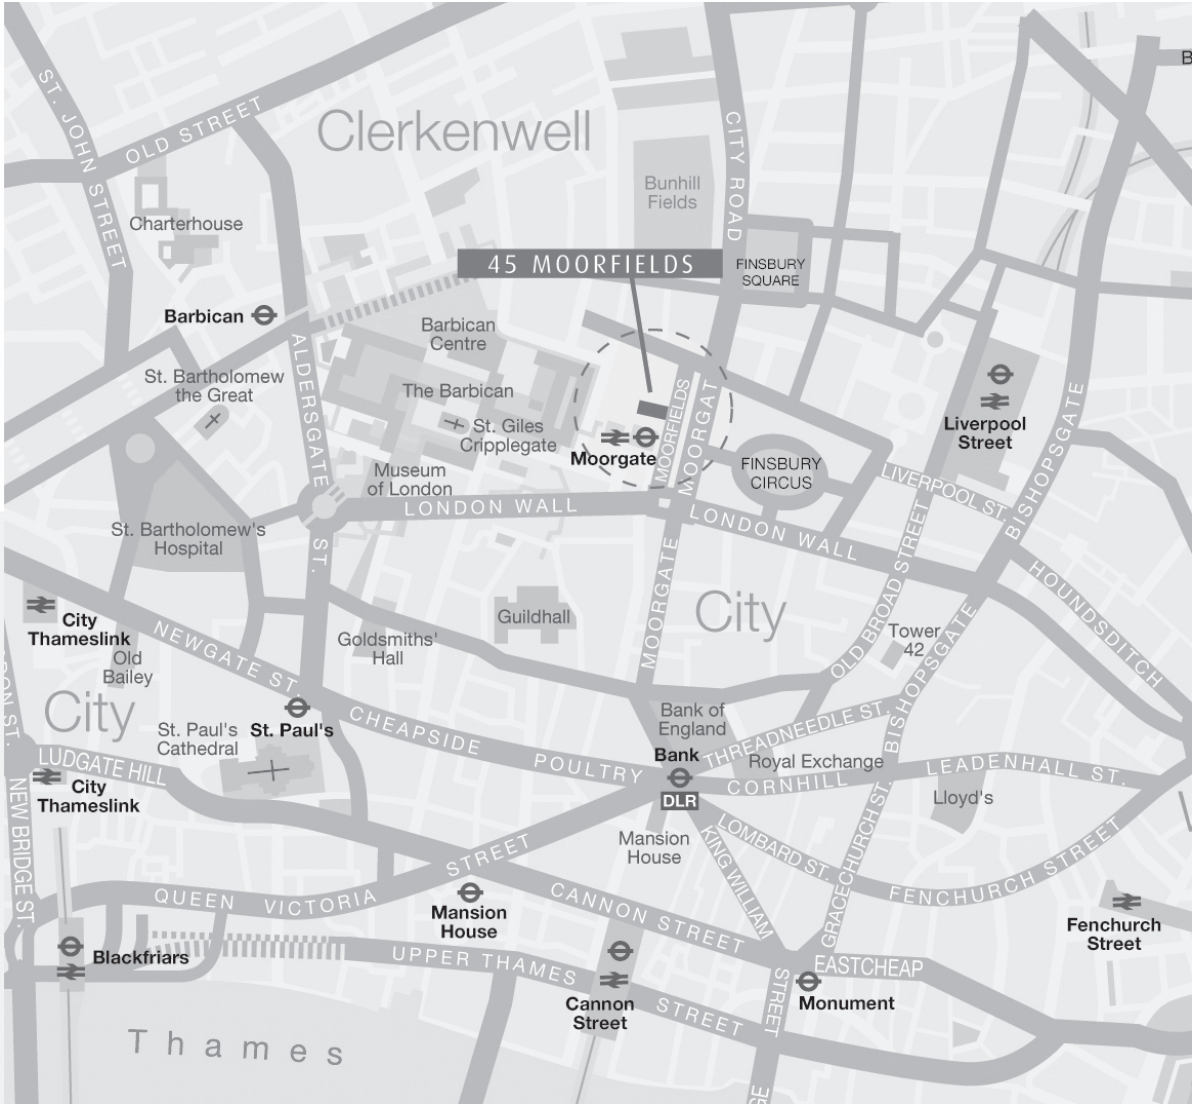 ST. JOHN STREET
OLD STREET
Clerkenwell
CITY ROAD
B
Bunhill
Fields
Charterhouse
45 MOORFIELDS
FINSBURY
SQUARE
Barbican
Barbican
Centre
ALDERSGATE
ST.
St. Bartholomew
the Great
The Barbican
St. Giles
Cripplegate
Moorgate
MOORFIELDS
MOORGAT
FINSBURY
CIRCUS
Liverpool
Street
BISHOPSGATE
LIVERPOOL ST.
Museum
of London
LONDON WALL
LONDON WALL
St. Bartholomew's
Hospital
MOORGATE
City
OLD BROAD STREET
HOUNDSDITCH
Guildhall
Tower
42
BISHOPSGATE
City
Thameslink
NEWGATE ST.
Old
Bailey
Goldsmiths'
Hall
City
St. Paul's
Cathedral
St. Paul's
CHEAPSIDE
POULTRY
Bank of
England
Bank
DLR
THREADNEEDLE ST.
Royal Exchange
CORNHILL
LEADENHALL ST.
Lloyd's
RDON ST.
LUDGATE HILL
City
Thameslink
NEW BRIDGE ST.
Mansion
House
LOMBARD ST.
KING WILLIAM
STREET
GRACECHURCH ST.
FENCHURCH STREET
Fenchurch
Street
QUEEN VICTORIA STREET
Mansion
House
CANNON STREET
Blackfriars
UPPER THAMES STREET
Cannon
Street
EASTCHEAP
Monument
Thames
GE